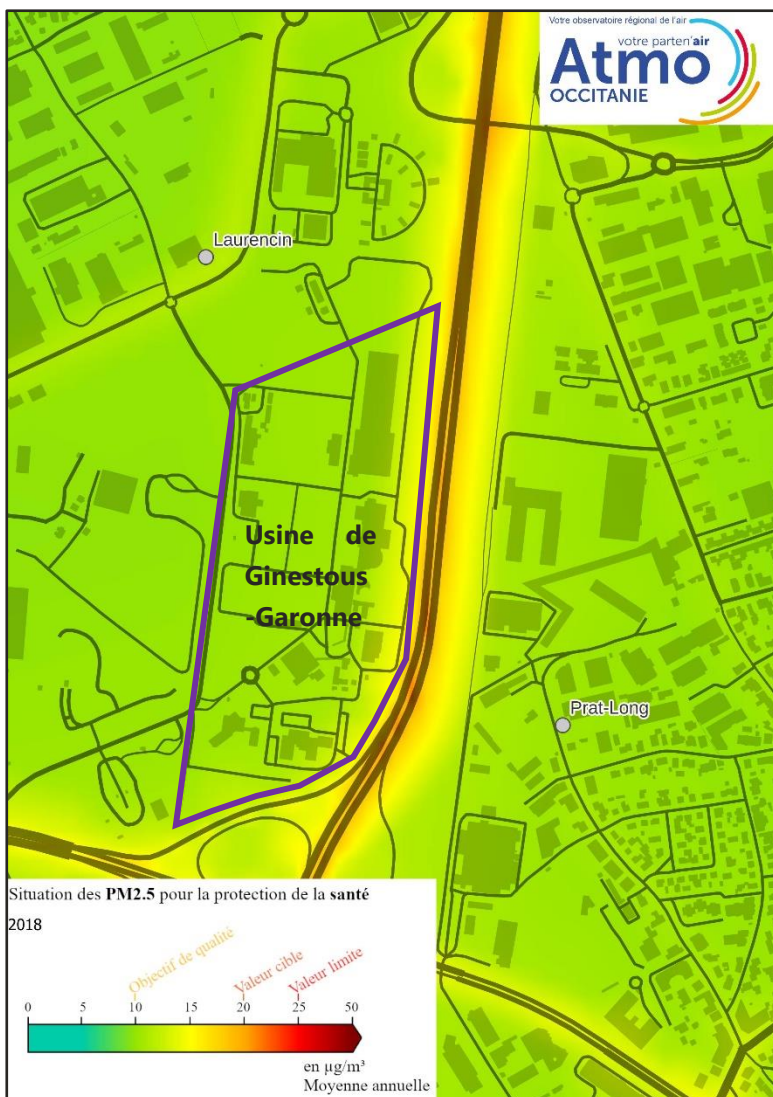 Votre observatoire régional de l'air
votre parten'air
Atmo
OCCITANIE
Laurencin
Usine de
Ginestous
-Garonne
Prat-Long
Situation des PM2.5 pour la protection de la santé
2018
Objectif de qualité
Valeur cible
Valeur limite
0 5 10 15 20 25 50
en µg/m³
Moyenne annuelle